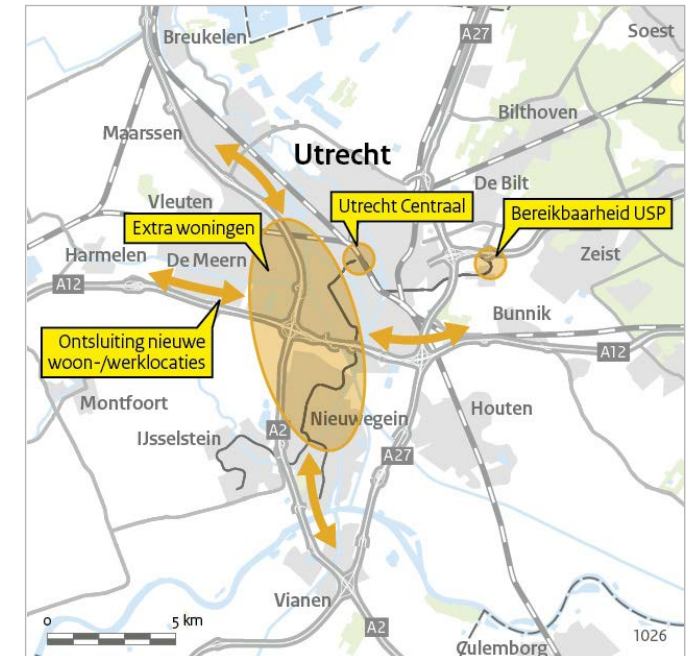 Breukelen
A27
Soest
Bilthoven
Maarssen
Utrecht
De Bilt
Vleuten
Utrecht Centraal
Bereikbaarheid USP
Extra woningen
Harmelen
De Meern
Zeist
A12
Bunnik
Ontsluiting nieuwe
woon-/werklocaties
A12
Montfoort
Nieuwegein
Houten
IJsselstein
A2
A27
Vianen
0
5 km
A2
1026
Culemborg